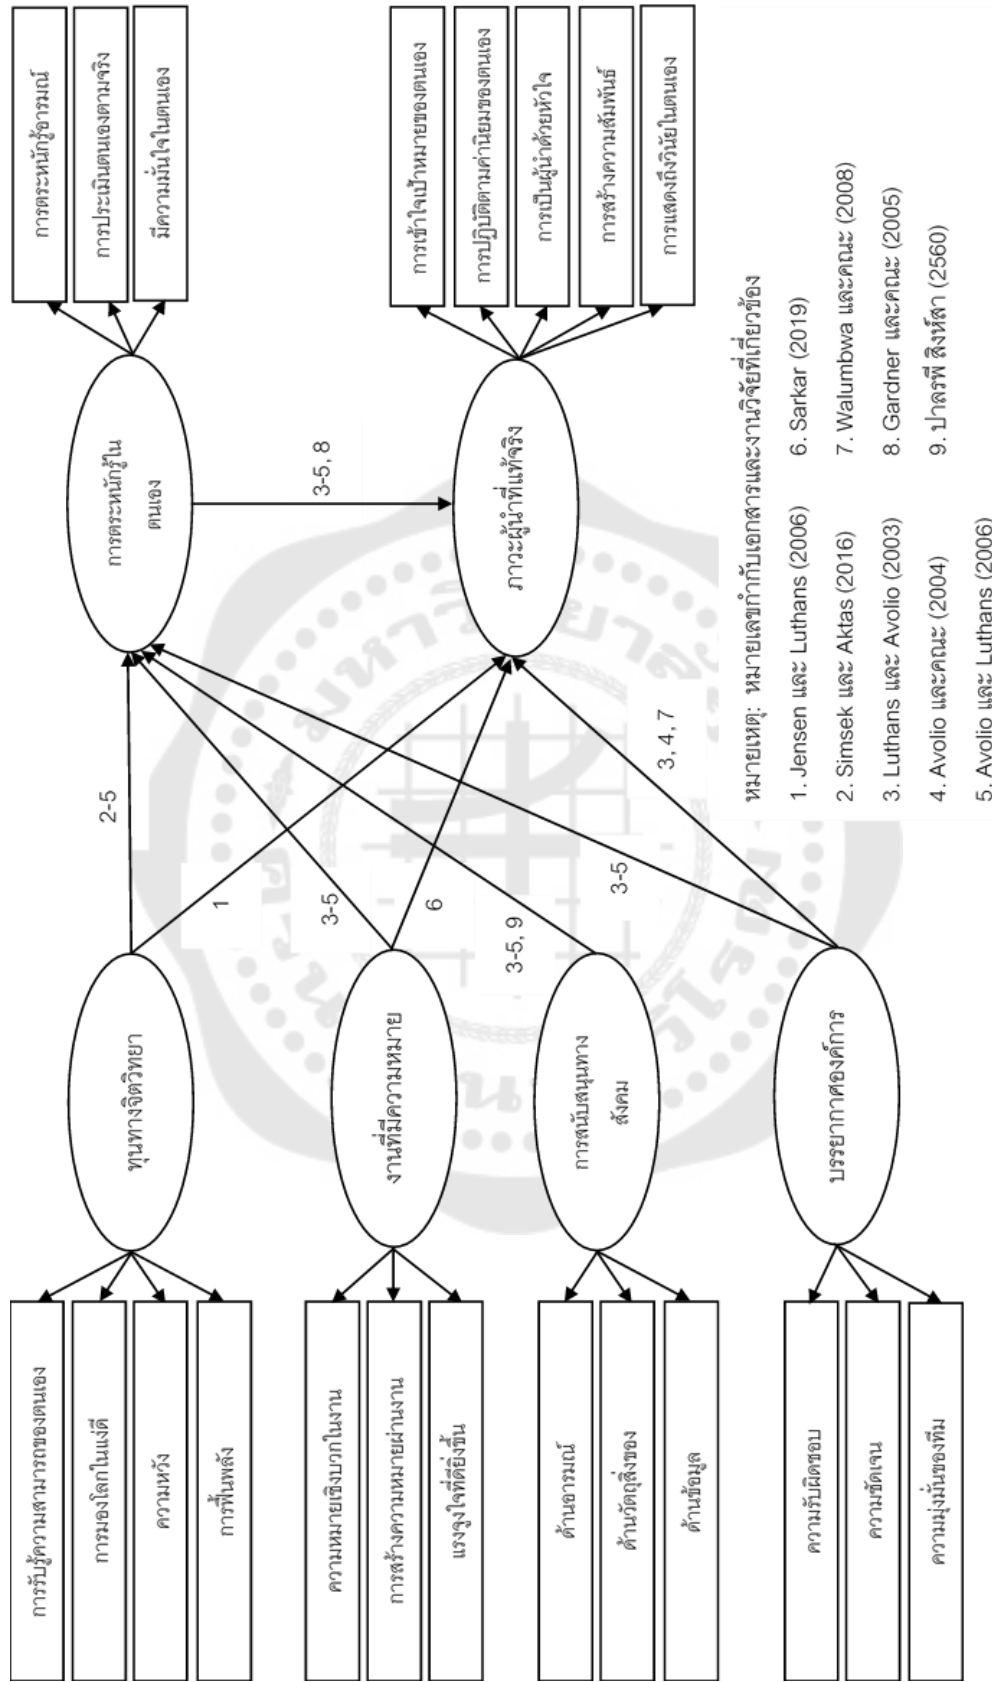 การรับรู้ความสามารถของตนเอง
การมองโลกในแง่ดี
ความหวัง
การฟื้นพลัง
ทุนทางจิตวิทยา
ความหมายเชิงบวกในงาน
การสร้างความหมายผ่านงาน
แรงจูงใจที่ดียิ่งขึ้น
งานที่มีความหมาย
ด้านอารมณ์
ด้านวัตถุสิ่งของ
ด้านข้อมูล
การสนับสนุนทาง
สังคม
ความรับผิดชอบ
ความชัดเจน
ความมุ่งมั่นของทีม
บรรยากาศองค์การ
2-5
1
3-5
6
3-5, 9
3-5
3, 4, 7
การตระหนักรู้ใน
ตนเอง
3-5, 8
ภาวะผู้นำที่แท้จริง
การตระหนักรู้อารมณ์
การประเมินตนเองตามจริง
มีความมั่นใจในตนเอง
การเข้าใจเป้าหมายของตนเอง
การปฏิบัติตามค่านิยมของตนเอง
การเป็นผู้นำด้วยหัวใจ
การสร้างความสัมพันธ์
การแสดงถึงวินัยในตนเอง
หมายเหตุ: หมายเลขกำกับเอกสารและงานวิจัยที่เกี่ยวข้อง
1. Jensen และ Luthans (2006) 6. Sarkar (2019)
2. Simsek และ Aktas (2016) 7. Walumbwa และคณะ (2008)
3. Luthans และ Avolio (2003) 8. Gardner และคณะ (2005)
4. Avolio และคณะ (2004) 9. ปาลรพี สิงห์สา (2560)
5. Avolio และ Luthans (2006)